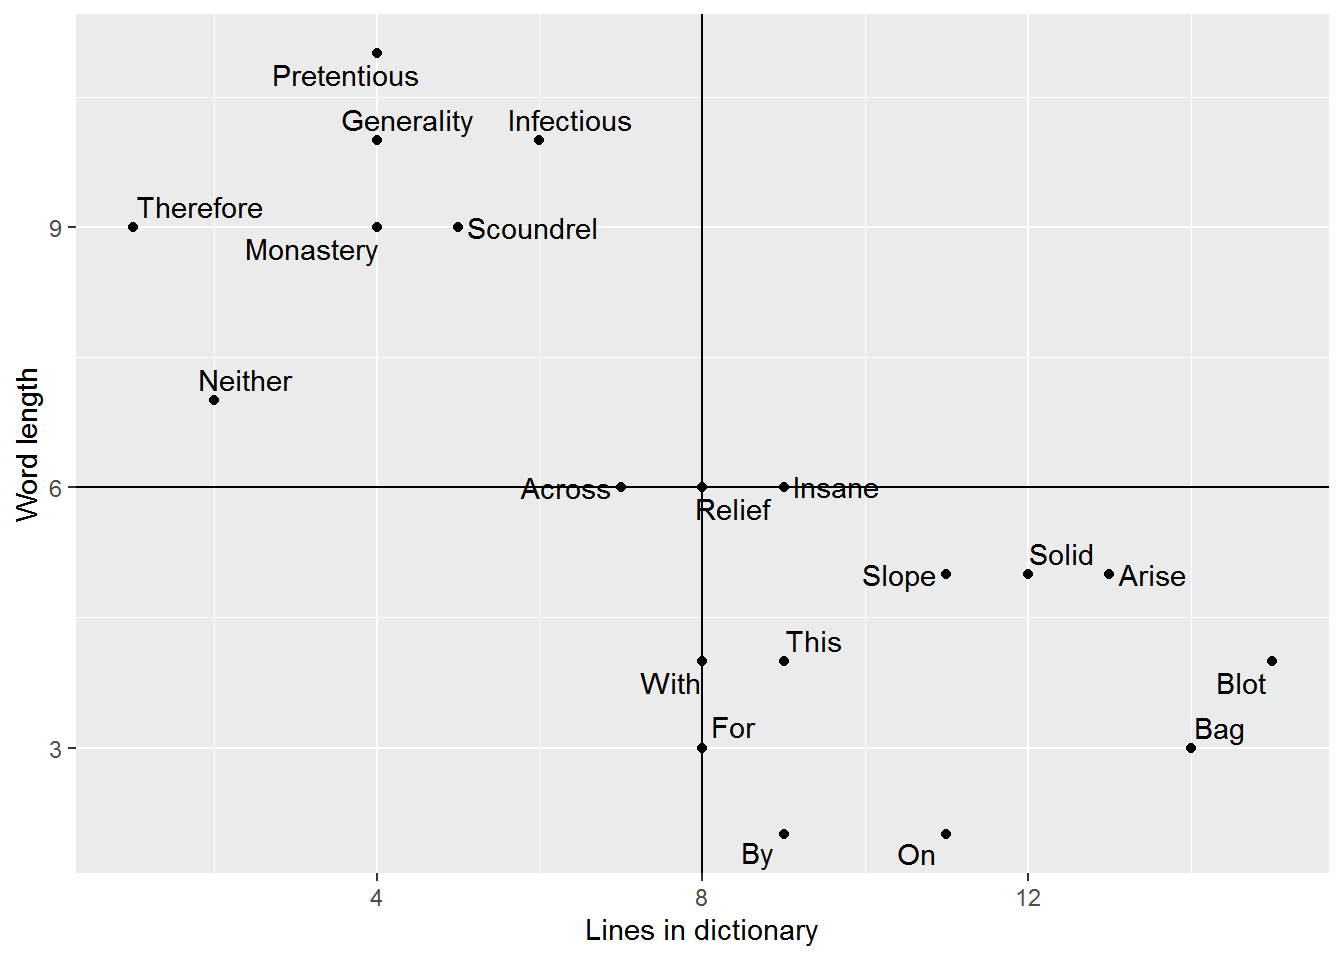 Pretentious
Generality Infectious
Therefore
9
Scoundrel
Monastery
Neither
Word length
6
Across
Insane
Relief
Solid
Slope
Arise
This
With
Blot
For
Bag
3
By
On
4 8 12
Lines in dictionary